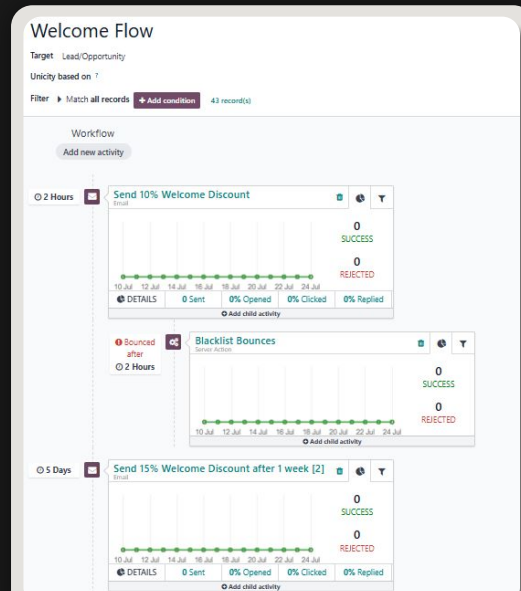 Welcome Flow
Target Lead/Opportunity
Unicity based on ?
Filter Match all records Add condition 43 record(s)
Workflow
Add new activity
2 Hours
Send 10% Welcome Discount
Email
0
SUCCESS
0
REJECTED
10 Jul 12 Jul 14 Jul 16 Jul 18 Jul 20 Jul 22 Jul 24 Jul
DETAILS 0 Sent 0% Opened 0% Clicked 0% Replied
Add child activity
Bounced
after
2 Hours
Blacklist Bounces
Server Action
0
SUCCESS
0
REJECTED
10 Jul 12 Jul 14 Jul 16 Jul 18 Jul 20 Jul 22 Jul 24 Jul
Add child activity
5 Days
Send 15% Welcome Discount after 1 week [2]
Email
0
SUCCESS
0
REJECTED
10 Jul 12 Jul 14 Jul 16 Jul 18 Jul 20 Jul 22 Jul 24 Jul
DETAILS 0 Sent 0% Opened 0% Clicked 0% Replied
Add child activity